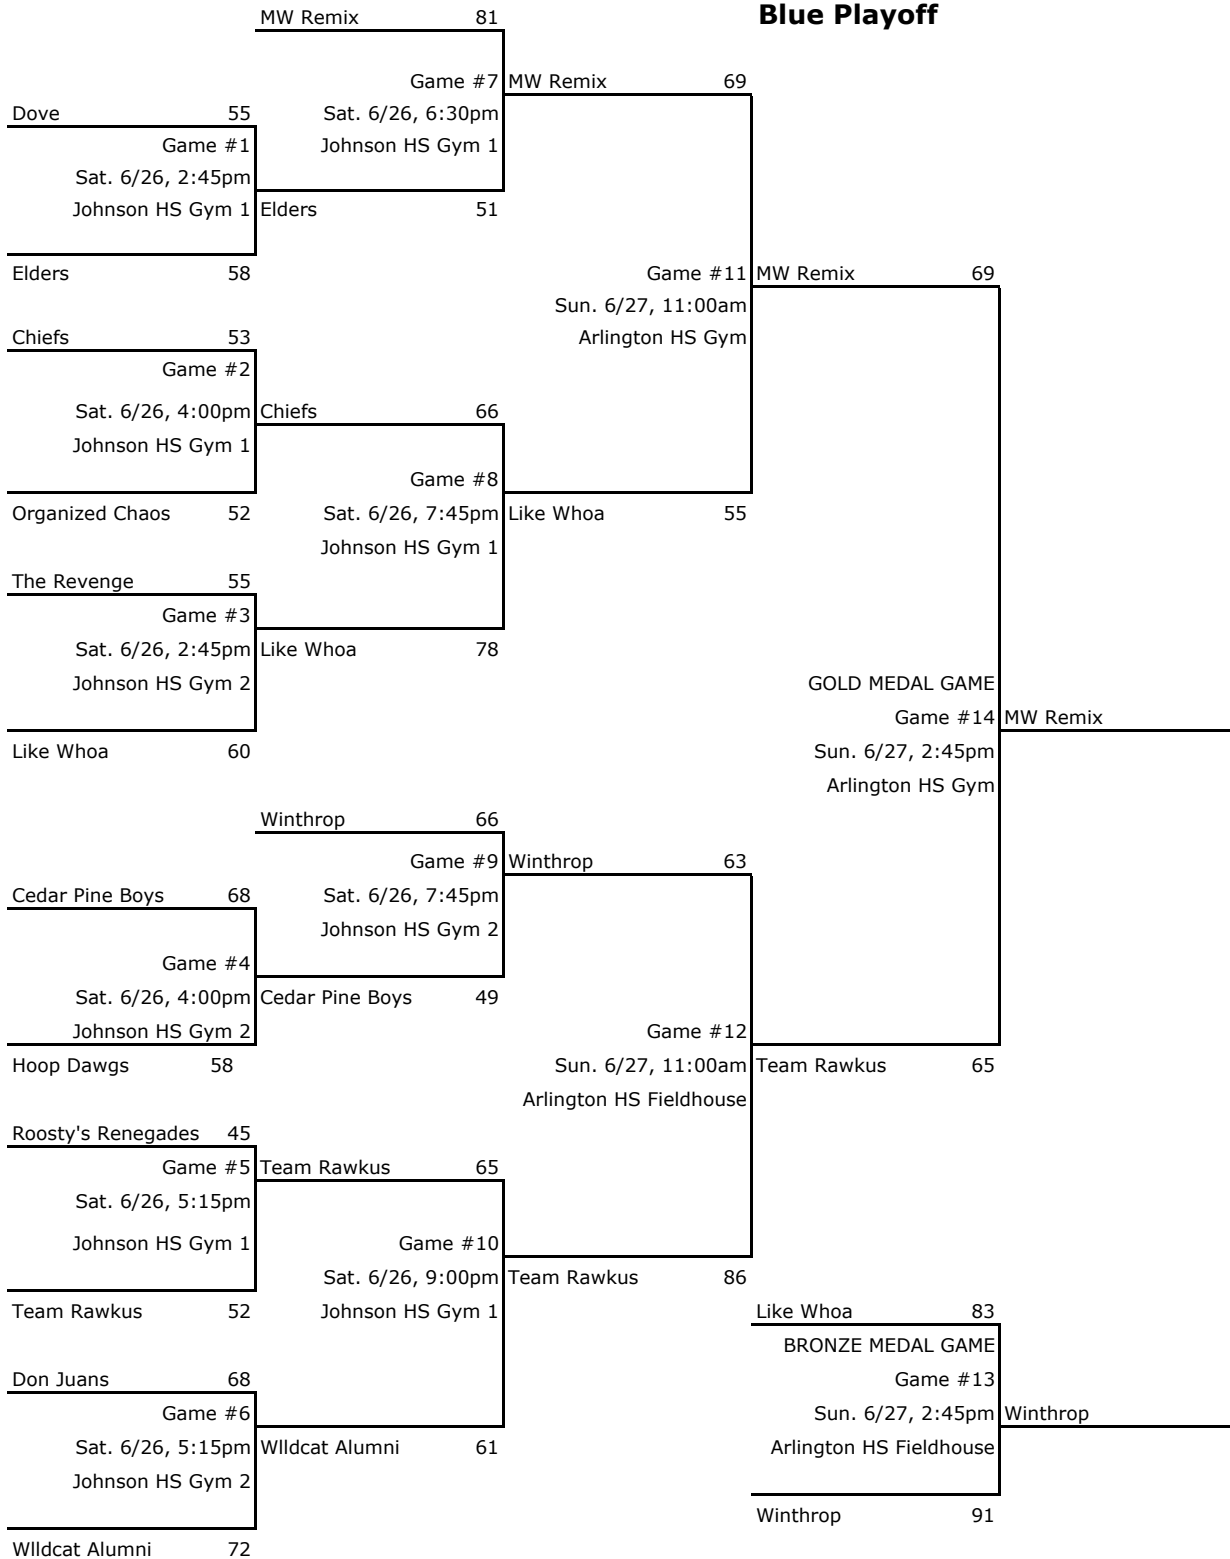 Blue Playoff
MW Remix 81
Game #7
Sat. 6/26, 6:30pm
Johnson HS Gym 1
MW Remix 69
Dove 55
Game #1
Sat. 6/26, 2:45pm
Johnson HS Gym 1
Elders 51
Elders 58
Game #11
Sun. 6/27, 11:00am
Arlington HS Gym
MW Remix 69
Chiefs 53
Game #2
Sat. 6/26, 4:00pm
Johnson HS Gym 1
Chiefs 66
Organized Chaos 52
Game #8
Sat. 6/26, 7:45pm
Johnson HS Gym 1
Like Whoa 55
The Revenge 55
Game #3
Sat. 6/26, 2:45pm
Johnson HS Gym 2
Like Whoa 78
Like Whoa 60
GOLD MEDAL GAME
Game #14
Sun. 6/27, 2:45pm
Arlington HS Gym
MW Remix
Winthrop 66
Game #9
Sat. 6/26, 7:45pm
Johnson HS Gym 2
Winthrop 63
Cedar Pine Boys 68
Game #4
Sat. 6/26, 4:00pm
Johnson HS Gym 2
Cedar Pine Boys 49
Hoop Dawgs 58
Game #12
Sun. 6/27, 11:00am
Arlington HS Fieldhouse
Team Rawkus 65
Roosty's Renegades 45
Game #5
Sat. 6/26, 5:15pm
Johnson HS Gym 1
Team Rawkus 65
Team Rawkus 52
Game #10
Sat. 6/26, 9:00pm
Johnson HS Gym 1
Team Rawkus 86
Don Juans 68
Game #6
Sat. 6/26, 5:15pm
Johnson HS Gym 2
Wlldcat Alumni 61
Wlldcat Alumni 72
Like Whoa 83
BRONZE MEDAL GAME
Game #13
Sun. 6/27, 2:45pm
Arlington HS Fieldhouse
Winthrop
Winthrop 91